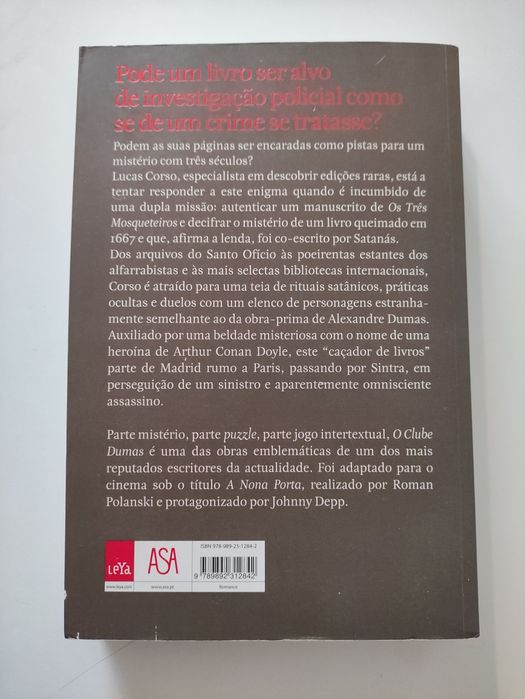 Pode um livro ser alvo
de investigação policial como
se de um crime se tratasse?
Podem as suas páginas ser encaradas como pistas para um
mistério com três séculos?
Lucas Corso, especialista em descobrir edições raras, está a
tentar responder a este enigma quando é incumbido de
uma dupla missão: autenticar um manuscrito de Os Três
Mosqueteiros e decifrar o mistério de um livro queimado em
1667 e que, afirma a lenda, foi co-escrito por Satanás.
Dos arquivos do Santo Ofício às poeirentas estantes dos
alfarrabistas e às mais selectas bibliotecas internacionais,
Corso é atraído para uma teia de rituais satânicos, práticas
ocultas e duelos com um elenco de personagens estranha-
mente semelhante ao da obra-prima de Alexandre Dumas.
Auxiliado por uma beldade misteriosa com o nome de uma
heroína de Arthur Conan Doyle, este “caçador de livros”
parte de Madrid rumo a Paris, passando por Sintra, em
perseguição de um sinistro e aparentemente omnisciente
assassino.
Parte mistério, parte puzzle, parte jogo intertextual, O Clube
Dumas é uma das obras emblemáticas de um dos mais
reputados escritores da actualidade. Foi adaptado para o
cinema sob o título A Nona Porta, realizado por Roman
Polanski e protagonizado por Johnny Depp.
LEYA
ASA
ISBN 978-989-23-1284-2
9 789892 312842
www.leya.com
www.asa.pt
Romance